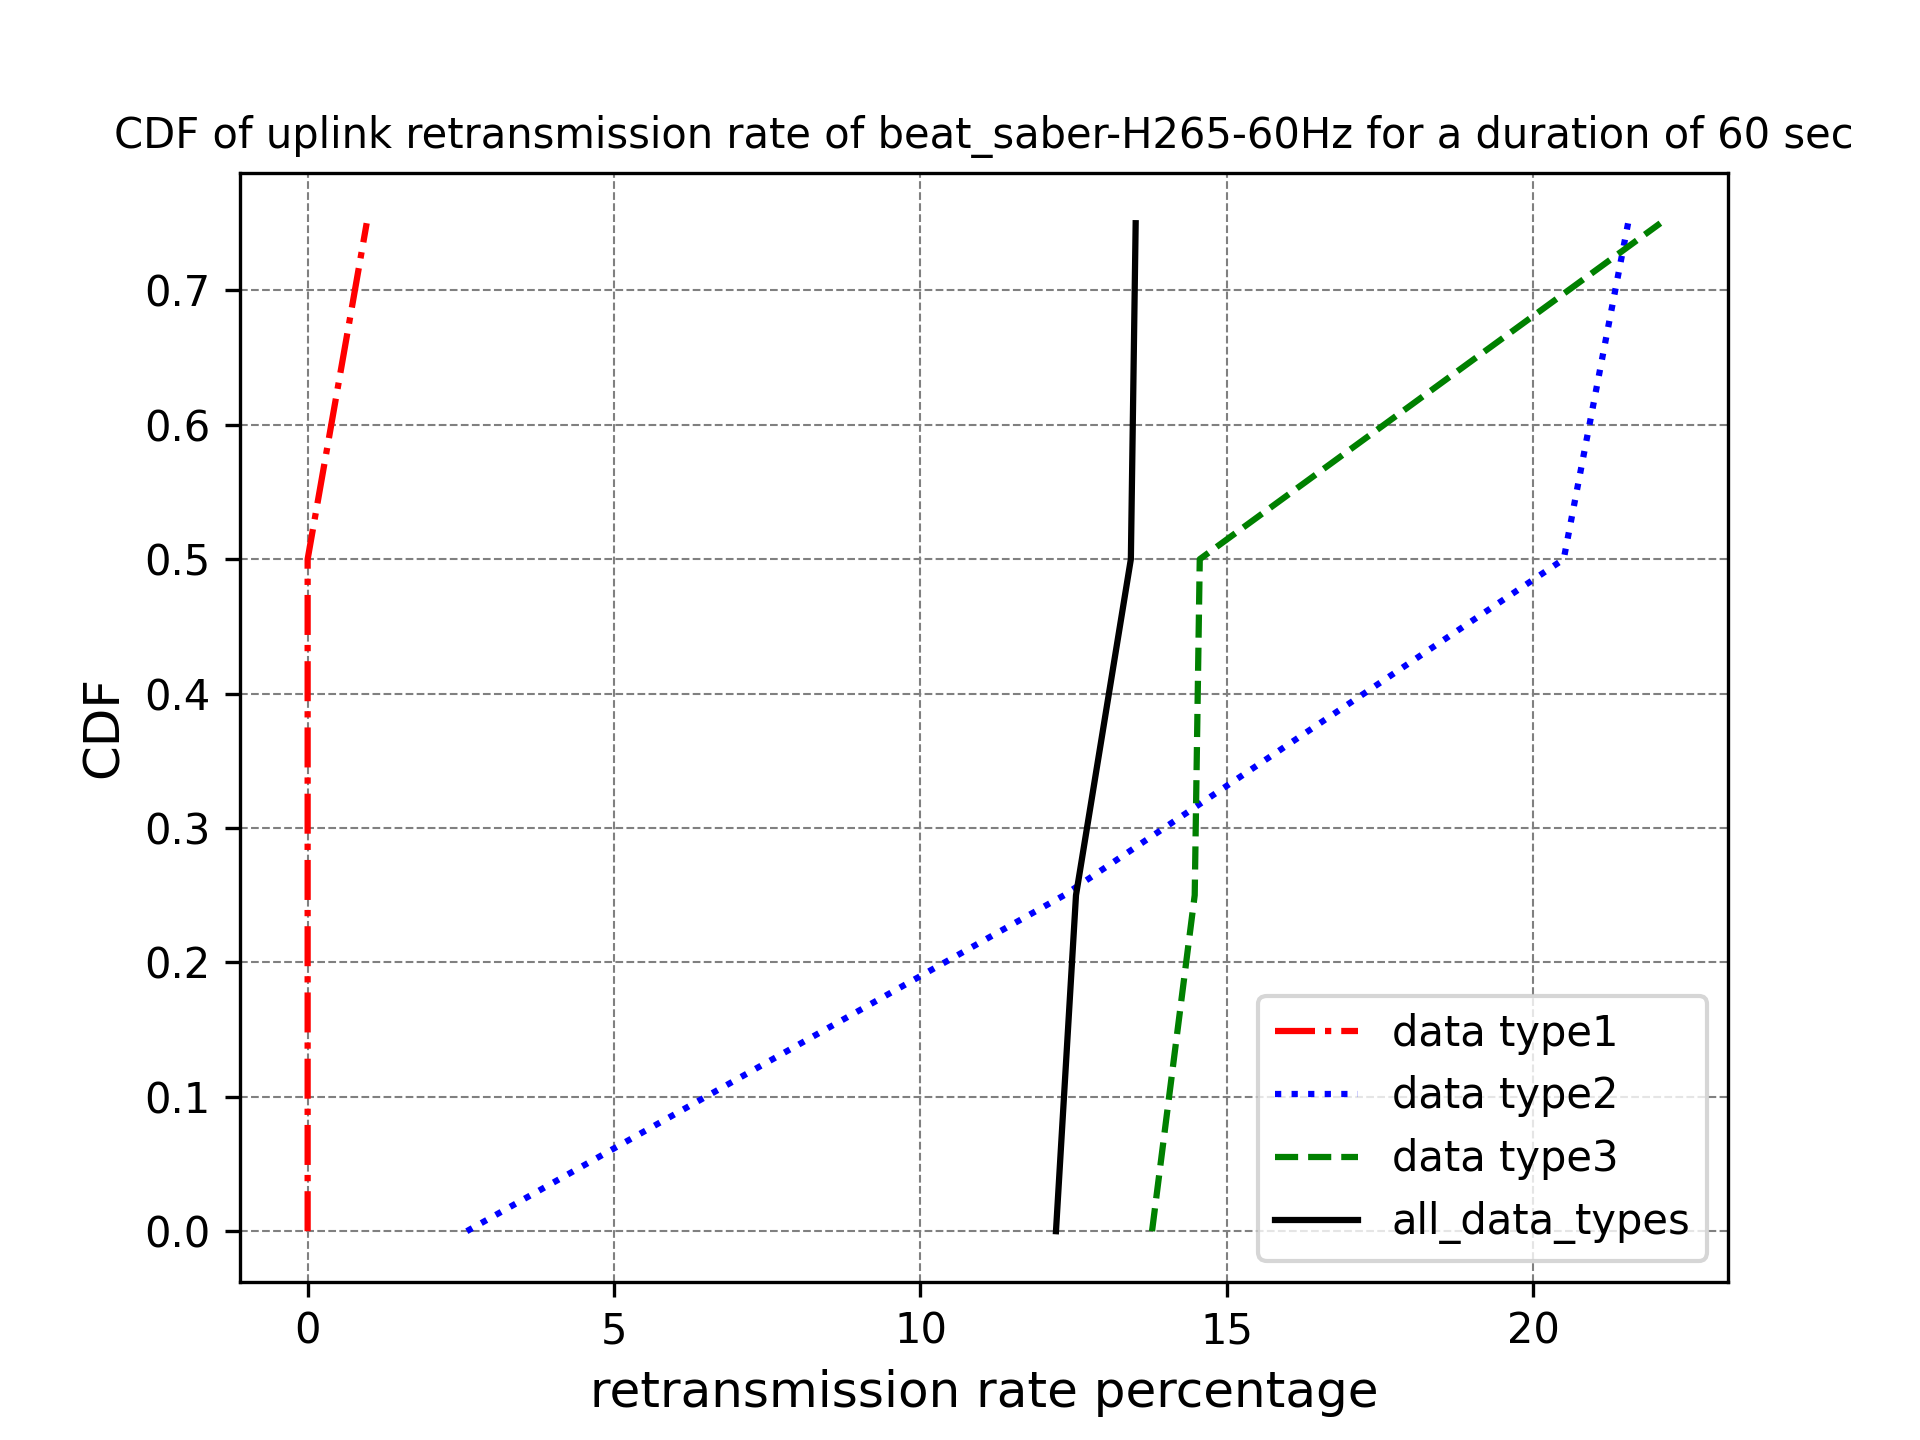 CDF of uplink retransmission rate of beat_saber-H265-60Hz for a duration of 60 sec
0.7
0.6
0.5
0.4
0.3
0.2
0.1
0.0
CDF
data type1
data type2
data type3
all_data_types
0 5 10 15 20
retransmission rate percentage